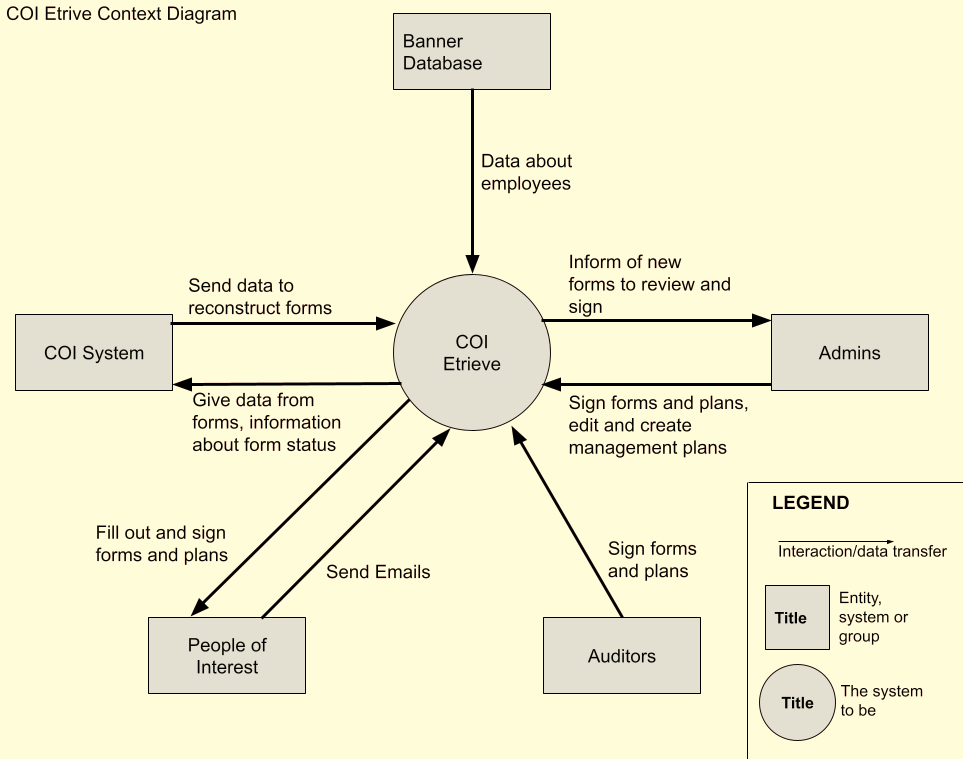 COI Etrive Context Diagram
Banner
Database
Data about
employees
Inform of new
forms to review and
sign
Send data to
reconstruct forms
COI System
COI
Etrieve
Admins
Give data from
forms, information
about form status
Sign forms and plans,
edit and create
management plans
Fill out and sign
forms and plans
Send Emails
Sign forms
and plans
People of
Interest
Auditors
LEGEND
Interaction/data transfer
Title
Entity,
system or
group
Title
The system
to be